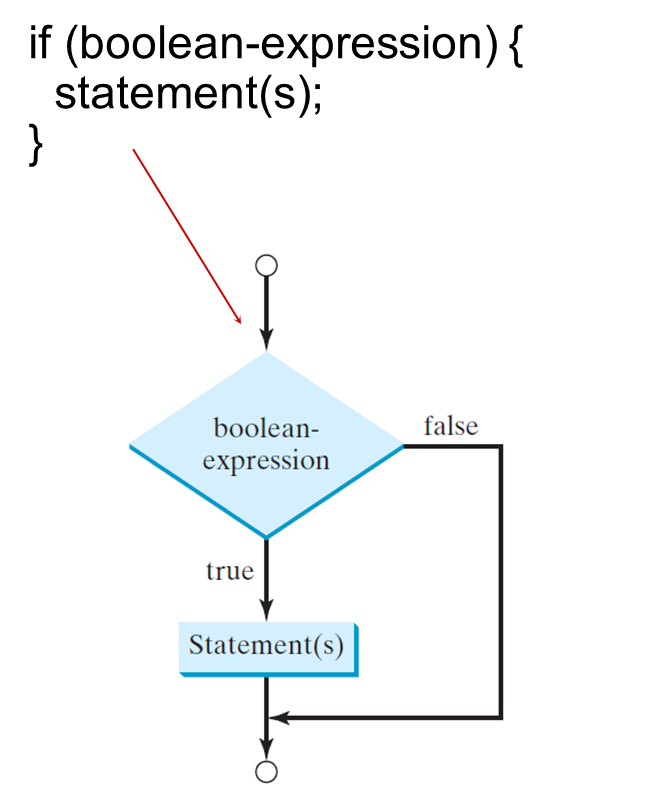 if (boolean-expression) {
statement(s);
}
boolean-
expression
false
true
Statement(s)